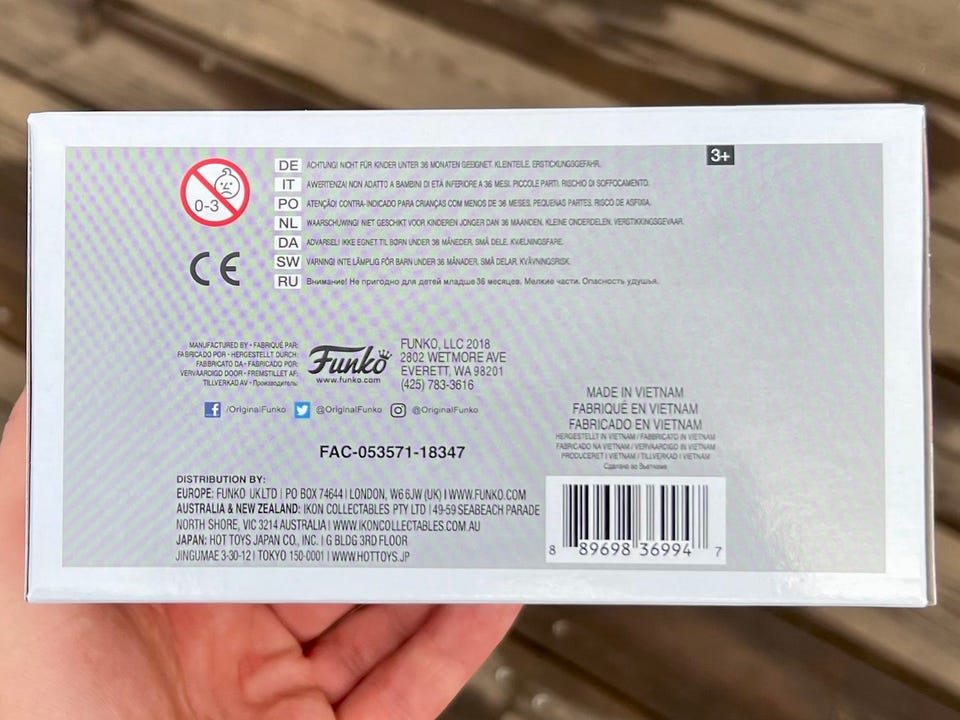 3+
0-3
DE ACHTUNG! NICHT FÜR KINDER UNTER 36 MONATEN GEEIGNET. KLEINTEILE. ERSTICKUNGSGEFAHR.
IT AVVERTENZA! NON ADATTO A BAMBINI DI ETÀ INFERIORE A 36 MESI. PICCOLE PARTI. RISCHIO DI SOFFOCAMENTO.
PO ATENÇÃO! CONTRA-INDICADO PARA CRIANÇAS COM MENOS DE 36 MESES. PEQUENAS PARTES. RISCO DE ASFIXIA.
NL WAARSCHUWING! NIET GESCHIKT VOOR KINDEREN JONGER DAN 36 MAANDEN. KLEINE ONDERDELEN. VERSTIKKINGSGEVAAR.
DA ADVARSEL! IKKE EGNET TIL BØRN UNDER 36 MÅNEDER. SMÅ DELE. KVÆLNINGSFARE.
SW VARNING! INTE LÄMPLIG FÖR BARN UNDER 36 MÅNADER. SMÅ DELAR. KVÄVNINGSRISK.
RU Внимание! Не пригодно для детей младше 36 месяцев. Мелкие части. Опасность удушья.
CE
MANUFACTURED BY • FABRIQUÉ PAR:
FABRICADO POR • HERGESTELLT DURCH:
FABBRICATO DA • FABRICADO POR:
VERVAARDIGD DOOR • FREMSTILLET AF:
TILLVERKAD AV • Производитель:
Funko
www.funko.com
FUNKO, LLC 2018
2802 WETMORE AVE
EVERETT, WA 98201
(425) 783-3616
/OriginalFunko @OriginalFunko @OriginalFunko
FAC-053571-18347
MADE IN VIETNAM
FABRIQUÉ EN VIETNAM
FABRICADO EN VIETNAM
HERGESTELLT IN VIETNAM / FABBRICATO IN VIETNAM
FABRICADO NA VIETNAM / VERVAARDIGD IN VIETNAM
PRODUCERET I VIETNAM / TILLVERKAD I VIETNAM
Сделано во Вьетнаме
DISTRIBUTION BY:
EUROPE: FUNKO UK LTD | PO BOX 74644 | LONDON, W6 6JW (UK) | WWW.FUNKO.COM
AUSTRALIA & NEW ZEALAND: IKON COLLECTABLES PTY LTD | 49-59 SEABEACH PARADE
NORTH SHORE, VIC 3214 AUSTRALIA | WWW.IKONCOLLECTABLES.COM.AU
JAPAN: HOT TOYS JAPAN CO., INC. | G BLDG 3RD FLOOR
JINGUMAE 3-30-12 | TOKYO 150-0001 | WWW.HOTTOYS.JP
8 89698 36994 7